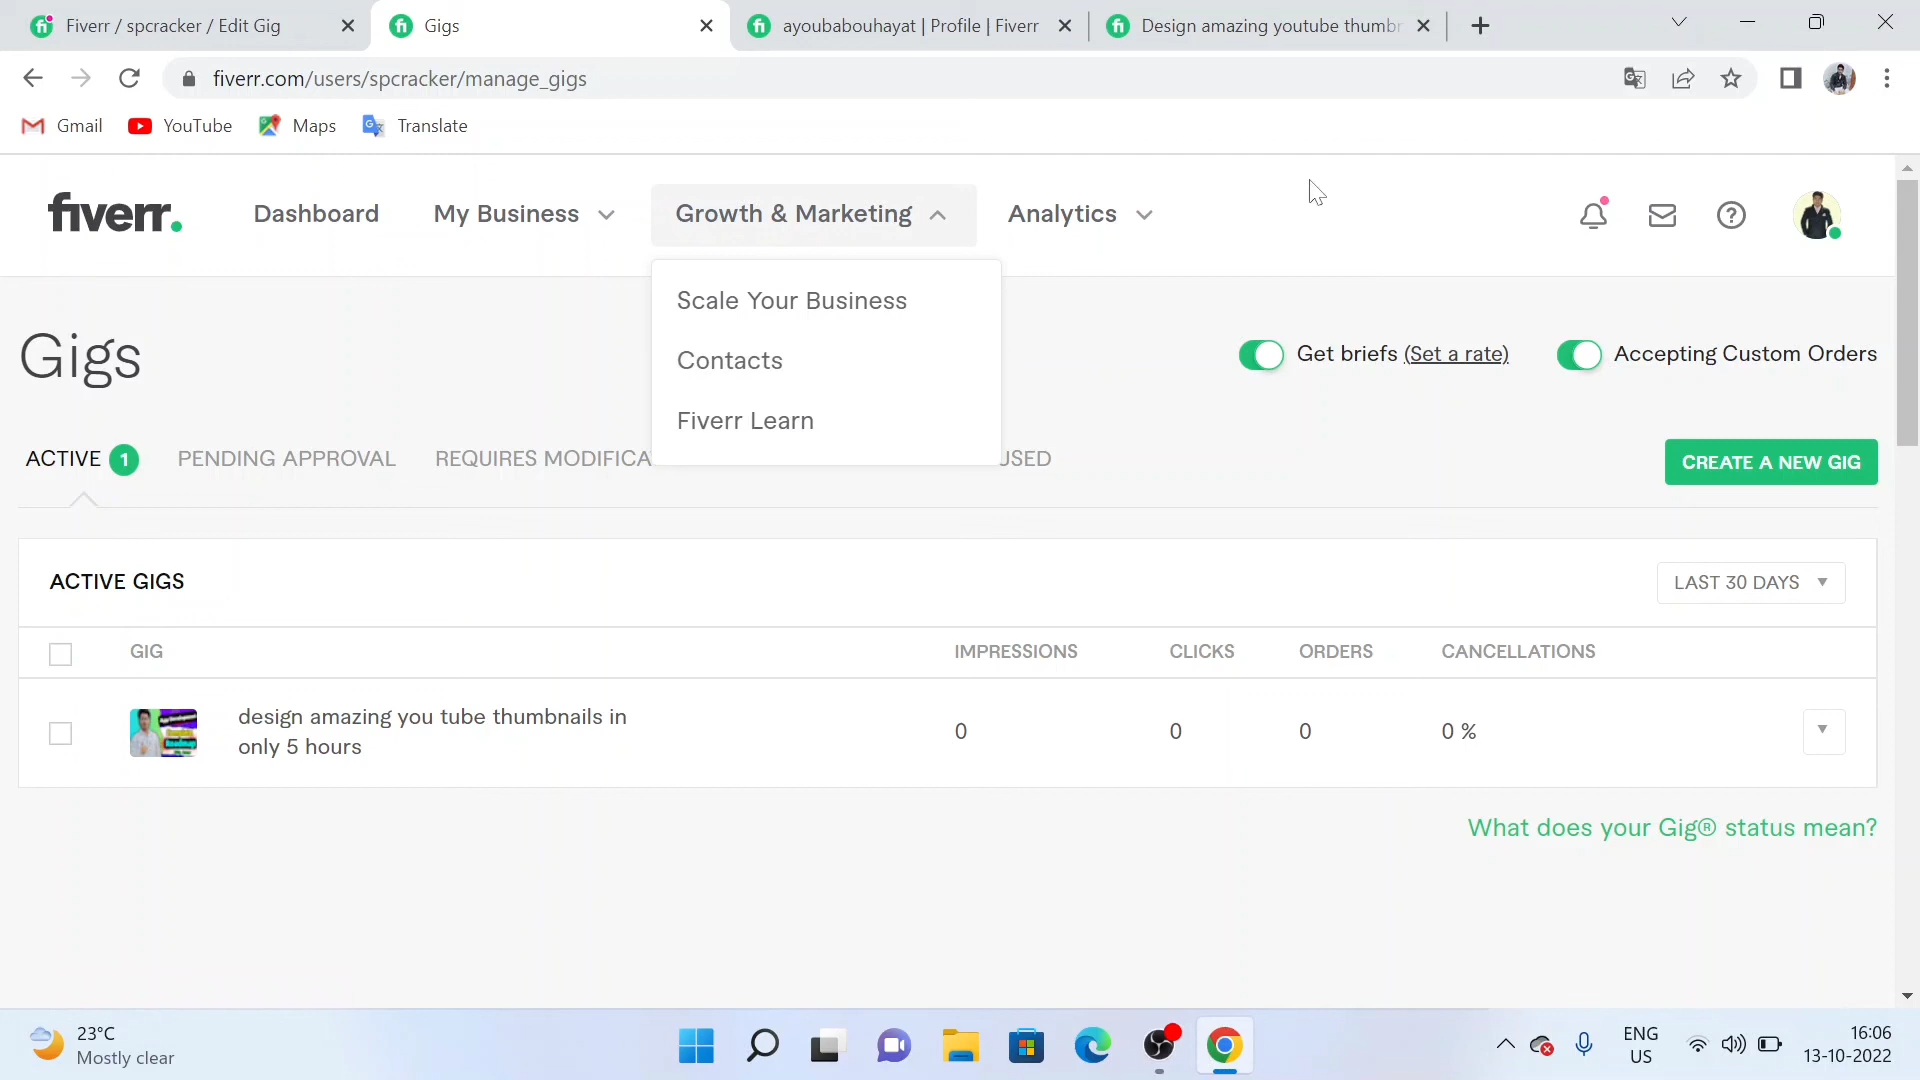 Fiverr / spcracker / Edit Gig
Gigs
ayoubabouhayat | Profile | Fiverr
Design amazing youtube thumbn
fiverr.com/users/spcracker/manage_gigs
Gmail
YouTube
Maps
Translate
fiverr.
Dashboard
My Business
Growth & Marketing
Analytics
Scale Your Business
Contacts
Fiverr Learn
Gigs
Get briefs (Set a rate)
Accepting Custom Orders
ACTIVE 1
PENDING APPROVAL
REQUIRES MODIFICA
USED
CREATE A NEW GIG
ACTIVE GIGS
LAST 30 DAYS
GIG
IMPRESSIONS
CLICKS
ORDERS
CANCELLATIONS
design amazing you tube thumbnails in
only 5 hours
0
0
0
0 %
What does your Gig® status mean?
23°C
Mostly clear
ENG
US
16:06
13-10-2022